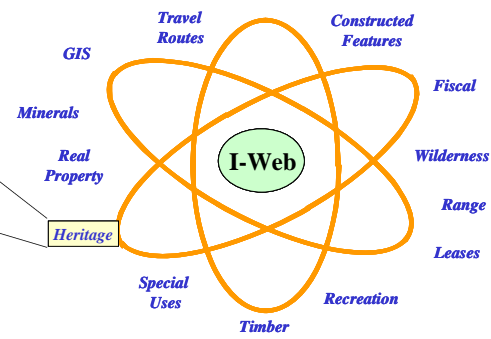 Travel
Routes
Constructed
Features
GIS
Fiscal
Minerals
I-Web
Real
Property
Wilderness
Range
Heritage
Leases
Special
Uses
Recreation
Timber